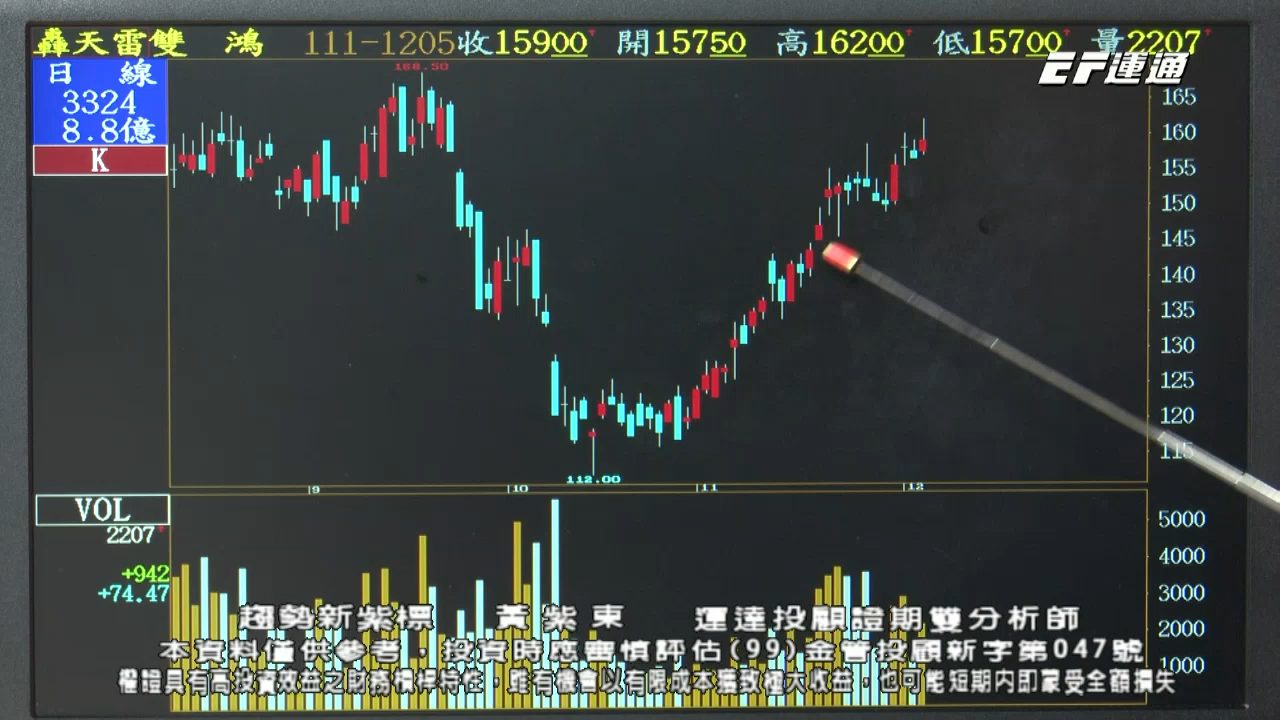 轟天雷雙 鴻 111-1205收15900 開15750 高16200 低15700 量2207
EF運通
日 線
3324
8.8億
K
168.50
165
160
155
150
145
140
135
130
125
120
115
112.00
9 10 11 12
VOL
2207
+942
+74.47
5000
4000
3000
2000
1000
趨勢新紫標 黃紫東 運達投顧證期雙分析師
本資料僅供參考，投資時應審慎評估(99)金管投顧新字第047號
權證具有高投資效益之財務槓桿特性，雖有機會以有限成本獲致極大收益，也可能短期內即蒙受全額損失